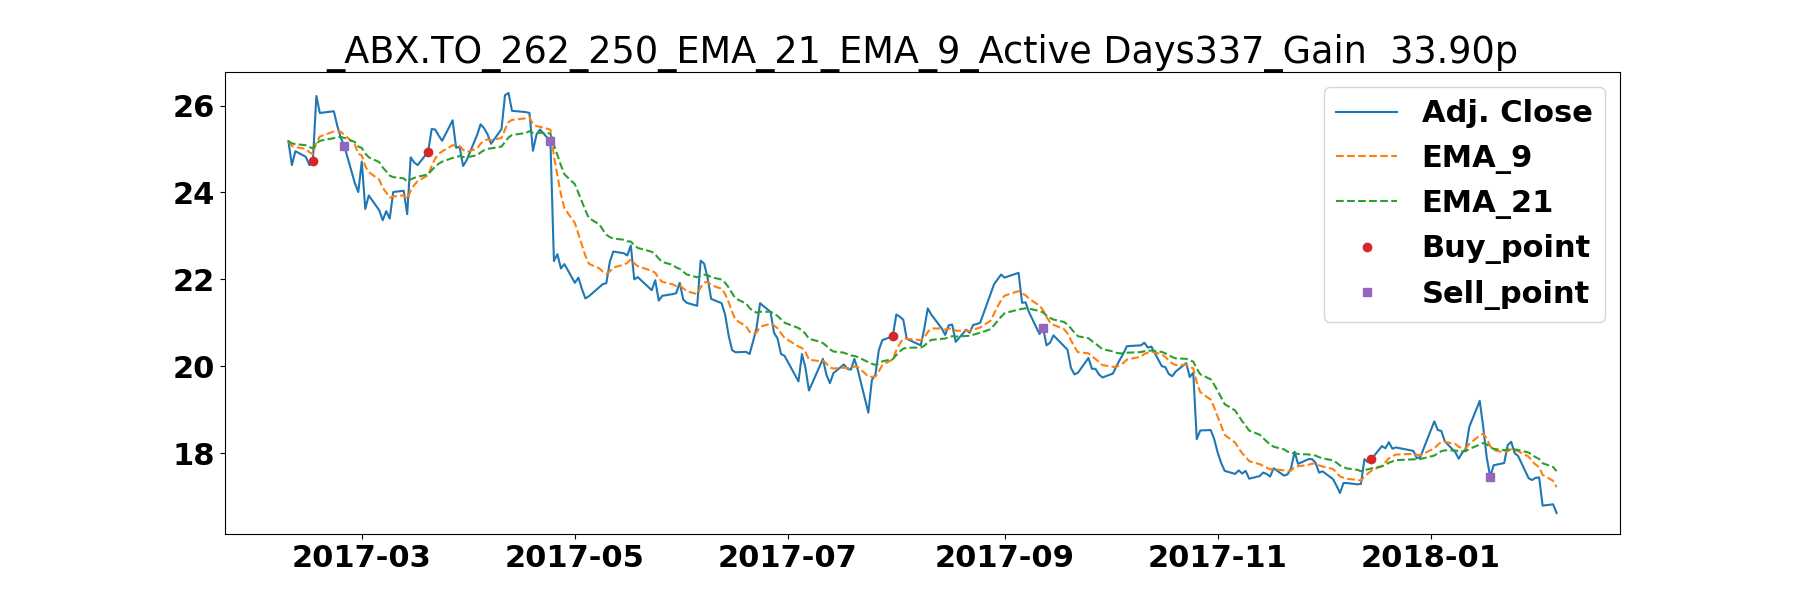 _ABX.TO_262_250_EMA_21_EMA_9_Active Days337_Gain  33.90p
26
24
22
20
18
Adj. Close
EMA_9
EMA_21
Buy_point
Sell_point
2017-03 2017-05 2017-07 2017-09 2017-11 2018-01